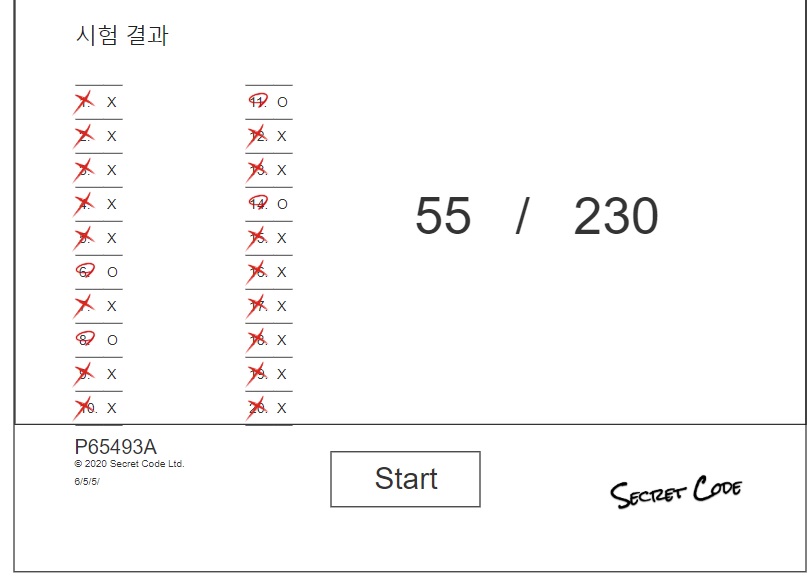 시험 결과
1. X
2. X
3. X
4. X
5. X
6. O
7. X
8. O
9. X
10. X
11. O
12. X
13. X
14. O
15. X
16. X
17. X
18. X
19. X
20. X
55 / 230
P65493A
© 2020 Secret Code Ltd.
6/5/5/
Start
SECRET CODE